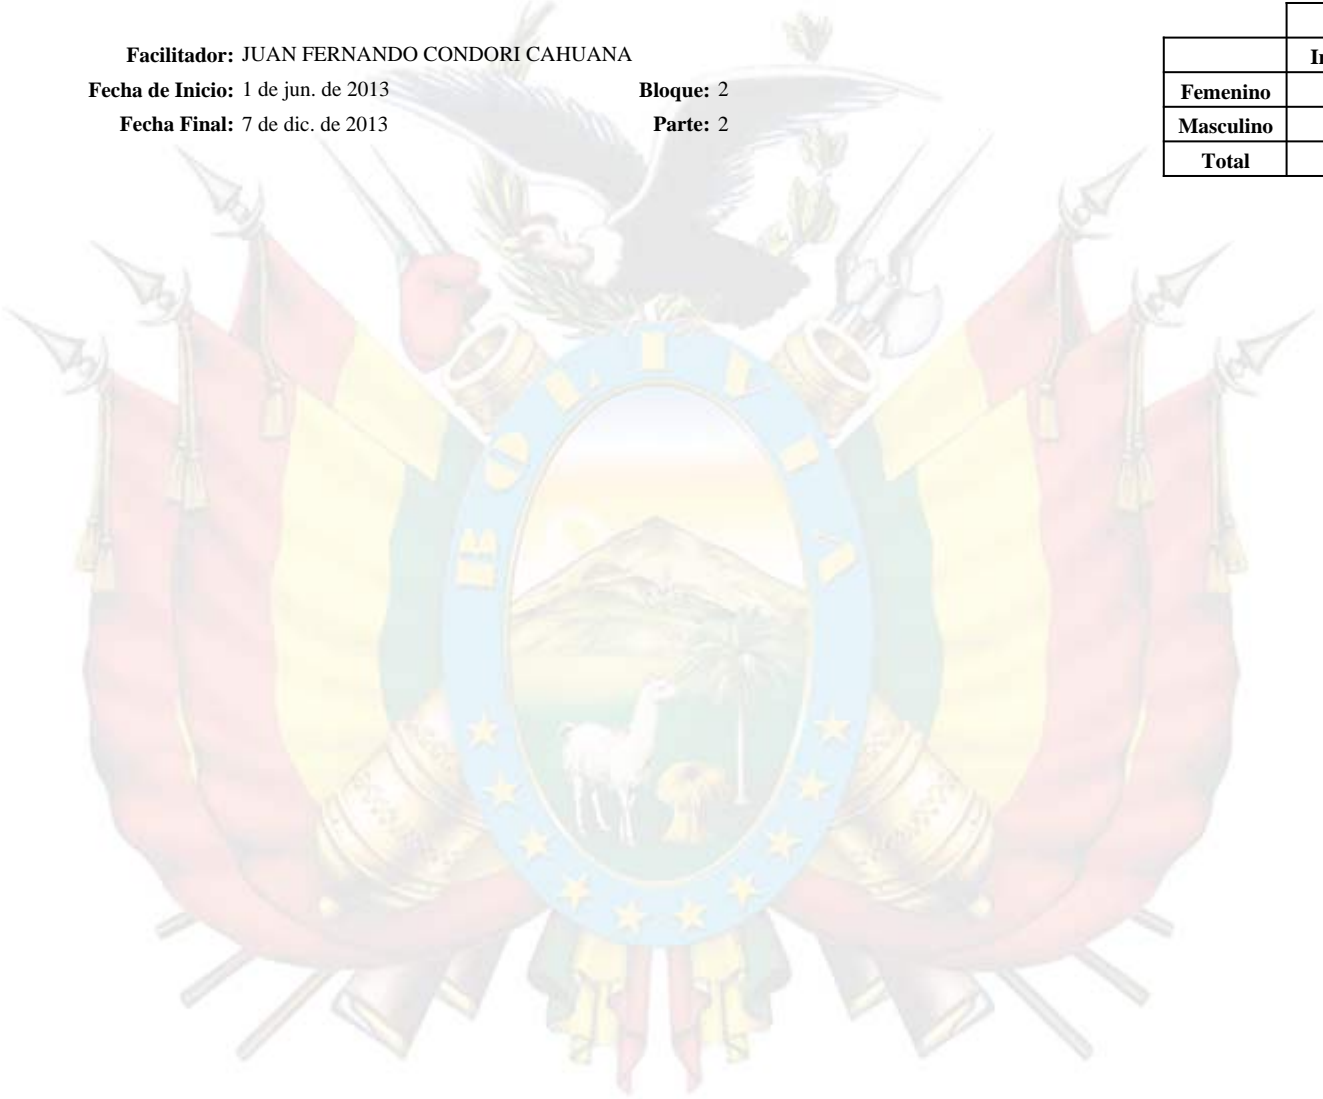 Facilitador: JUAN FERNANDO CONDORI CAHUANA
Fecha de Inicio: 1 de jun. de 2013 Bloque: 2
Fecha Final: 7 de dic. de 2013 Parte: 2
Femenino
Masculino
Total
BOLIVIA